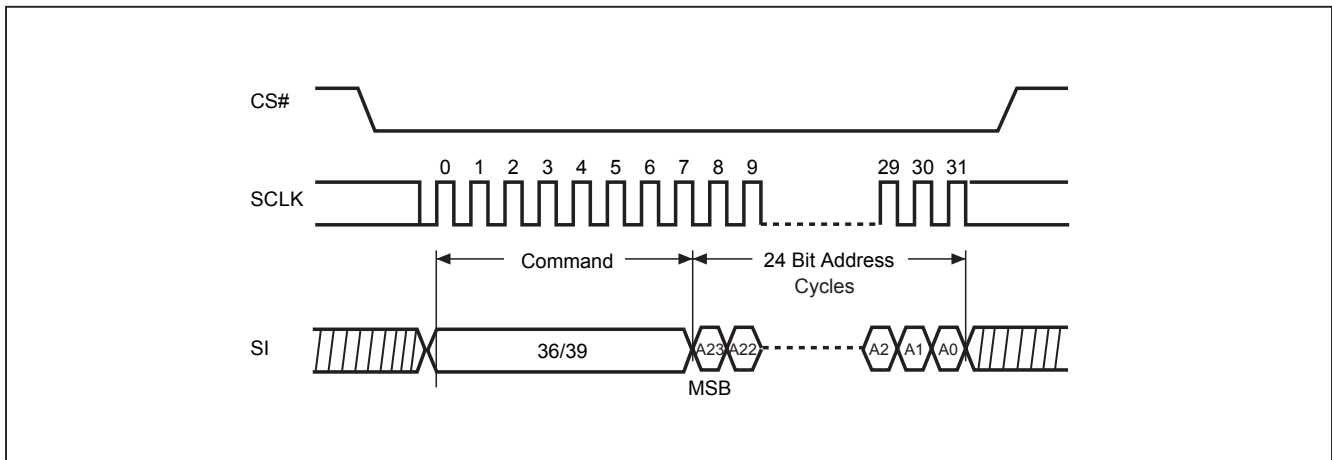 CS#
0 1 2 3 4 5 6 7 8 9 29 30 31
SCLK
Command 24 Bit Address
Cycles
SI 36/39 A23 A22 A2 A1 A0
MSB